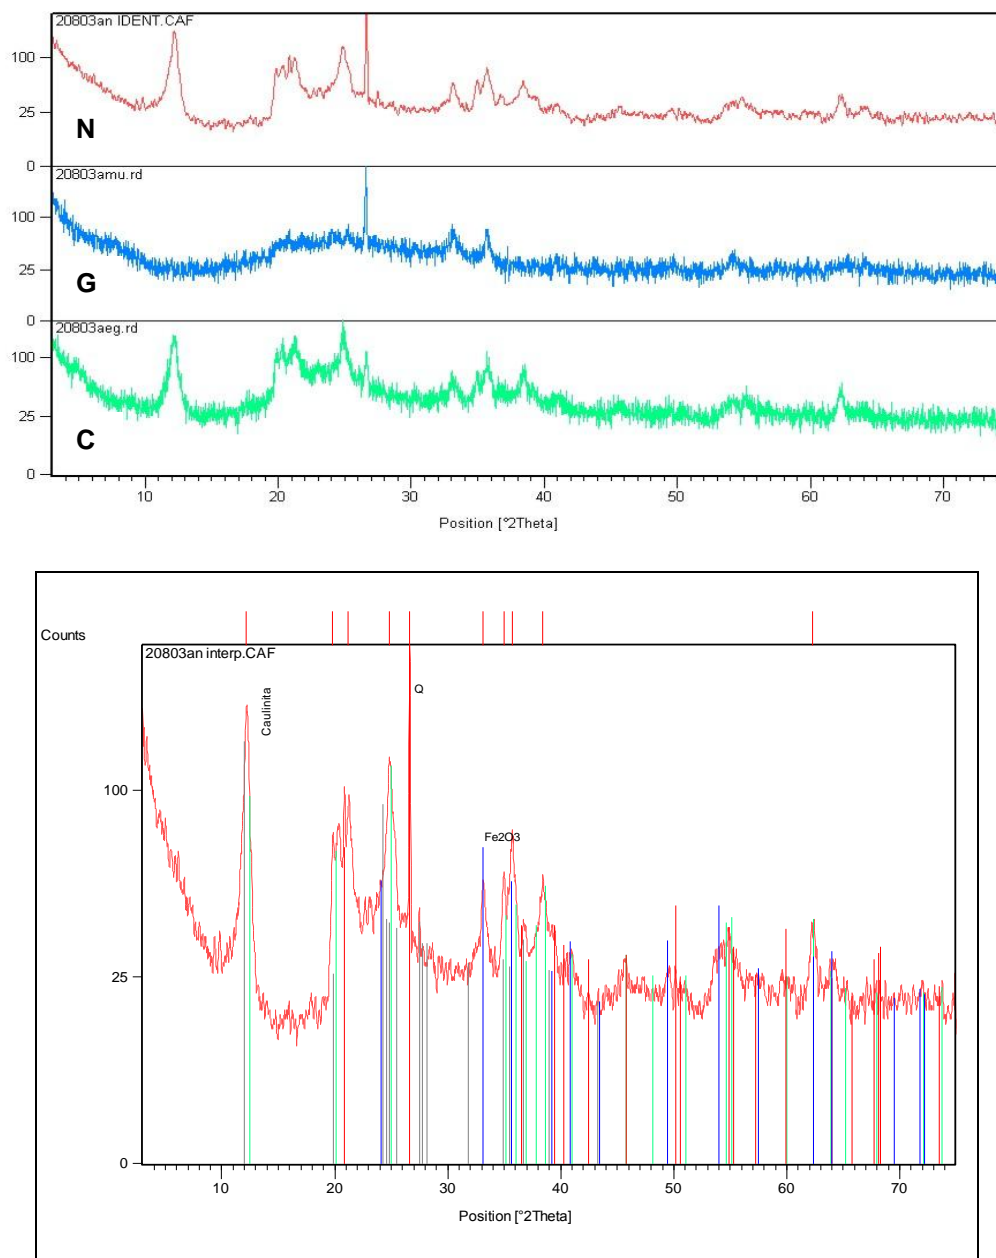 20803an IDENT.CAF
100
25
N
0
20803amu.rd
100
25
G
0
20803aeg.rd
100
25
C
0
10 20 30 40 50 60 70
Position [°2Theta]
Counts
20803an interp.CAF
Caulinita
Q
100
Fe2O3
25
0
10 20 30 40 50 60 70
Position [°2Theta]